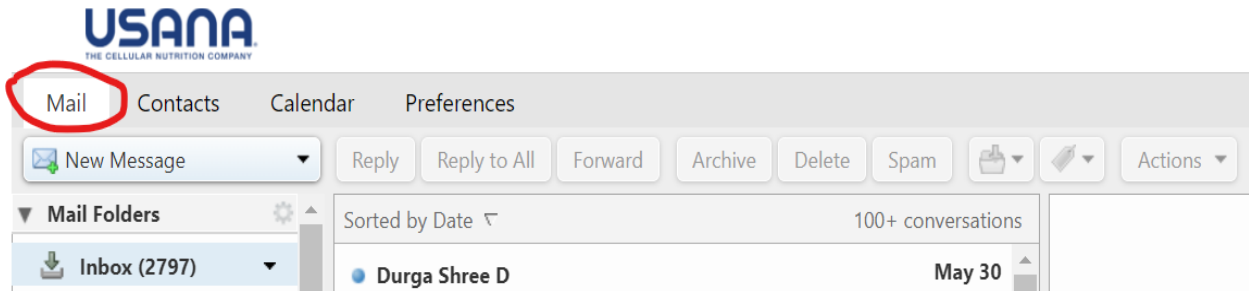 USANA
THE CELLULAR NUTRITION COMPANY
Mail Contacts Calendar Preferences
New Message Reply Reply to All Forward Archive Delete Spam Actions
Mail Folders Sorted by Date 100+ conversations
Inbox (2797) Durga Shree D May 30